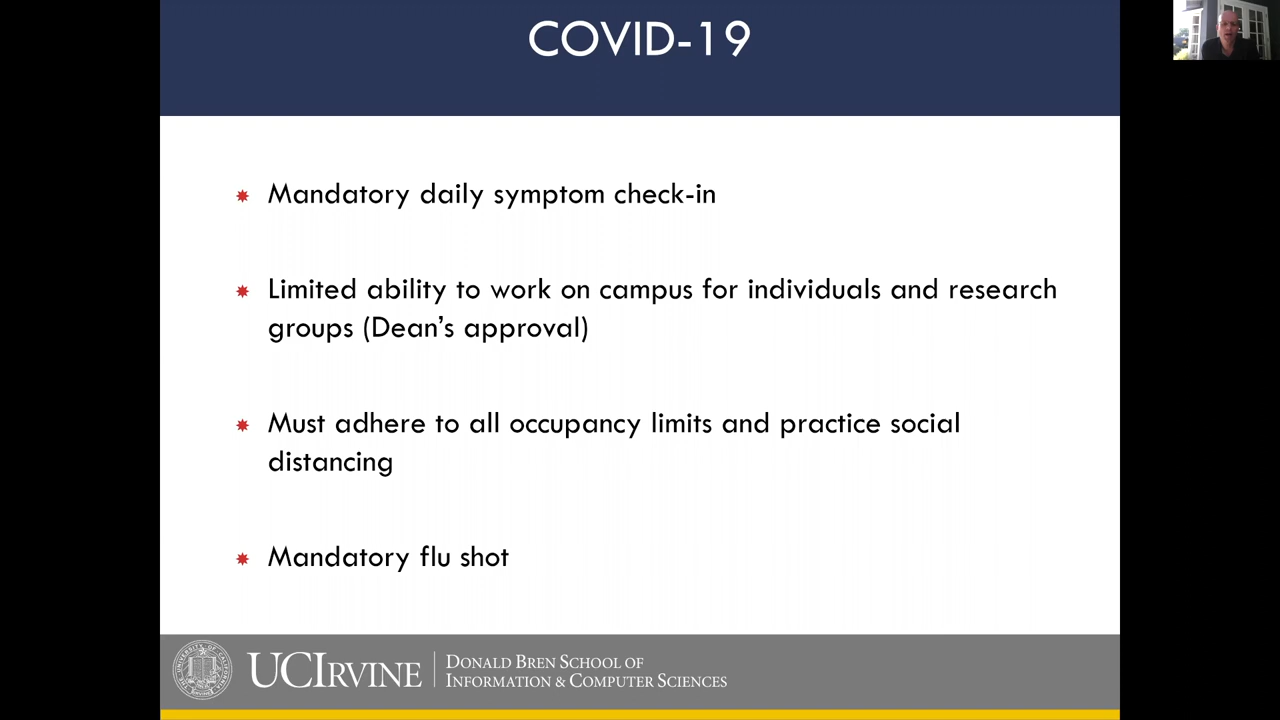 COVID-19
Mandatory daily symptom check-in
Limited ability to work on campus for individuals and research
groups (Dean's approval)
Must adhere to all occupancy limits and practice social
distancing
Mandatory flu shot
UCIRVINE
DONALD BREN SCHOOL OF
INFORMATION & COMPUTER SCIENCES